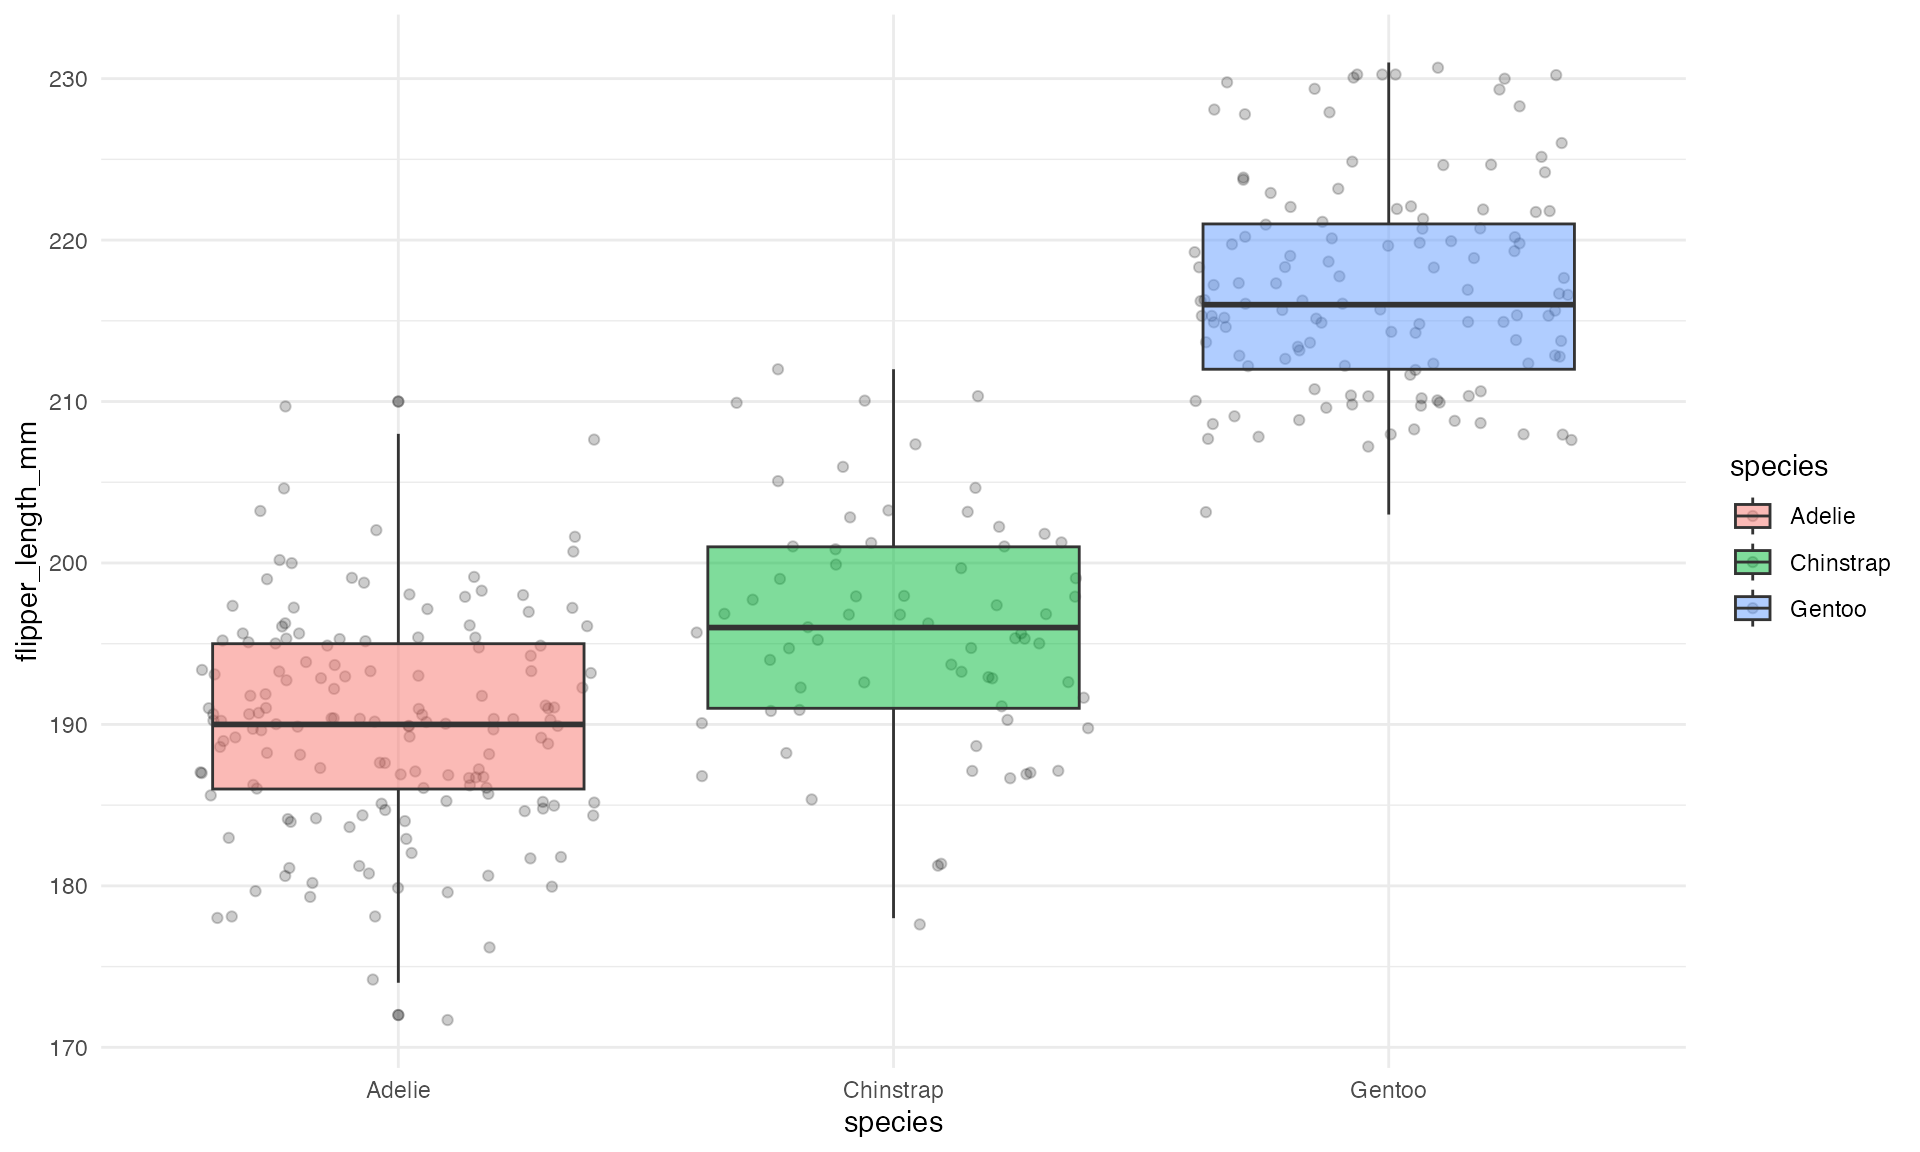 230
220
210
200
190
180
170
flipper_length_mm
Adelie
Chinstrap
Gentoo
species
species
Adelie
Chinstrap
Gentoo